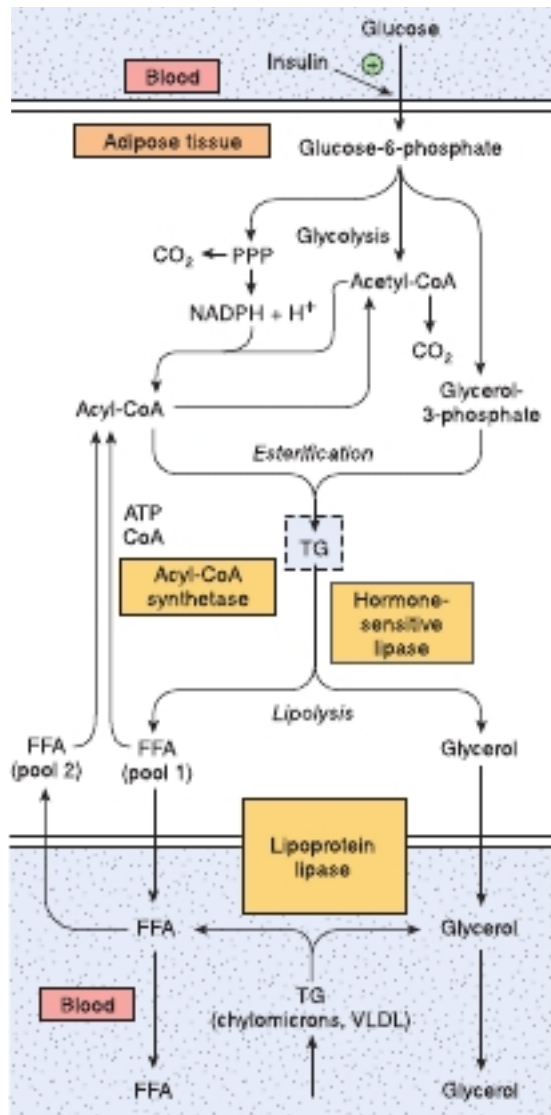 Glucose
Insulin
+
Blood
Adipose tissue
Glucose-6-phosphate
Glycolysis
CO₂
PPP
Acetyl-CoA
NADPH + H⁺
CO₂
Acyl-CoA
Glycerol-
3-phosphate
Esterification
ATP
CoA
TG
Acyl-CoA
synthetase
Hormone-
sensitive
lipase
Lipolysis
FFA
(pool 2)
FFA
(pool 1)
Glycerol
Lipoprotein
lipase
FFA
Glycerol
Blood
TG
(chylomicrons, VLDL)
FFA
Glycerol